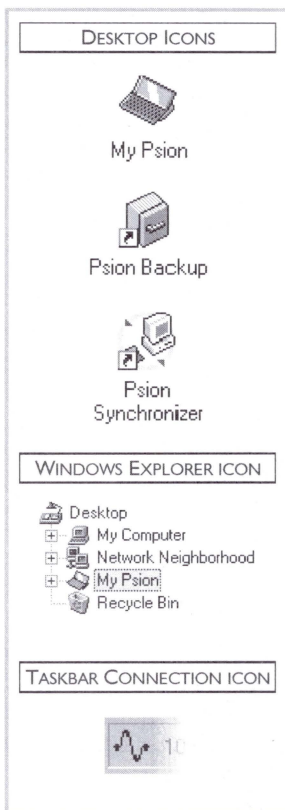 DESKTOP ICONS
My Psion
Psion Backup
Psion
Synchronizer
WINDOWS EXPLORER ICON
Desktop
My Computer
Network Neighborhood
My Psion
Recycle Bin
TASKBAR CONNECTION ICON
10